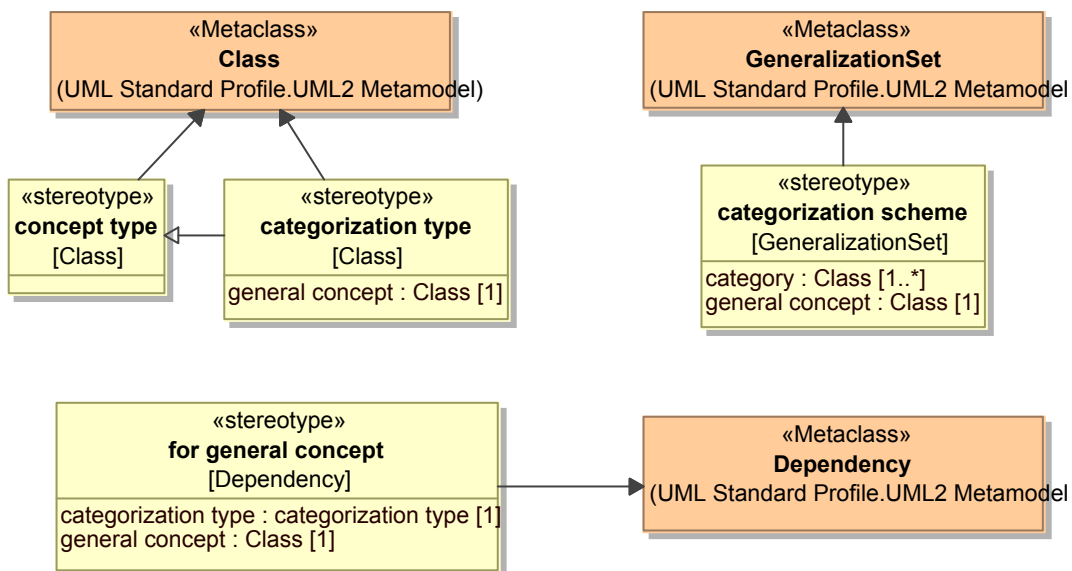 «Metaclass»
Class
(UML Standard Profile.UML2 Metamodel)
«Metaclass»
GeneralizationSet
(UML Standard Profile.UML2 Metamodel
«stereotype»
concept type
[Class]
«stereotype»
categorization type
[Class]
general concept : Class [1]
«stereotype»
categorization scheme
[GeneralizationSet]
category : Class [1..*]
general concept : Class [1]
«stereotype»
for general concept
[Dependency]
categorization type : categorization type [1]
general concept : Class [1]
«Metaclass»
Dependency
(UML Standard Profile.UML2 Metamodel